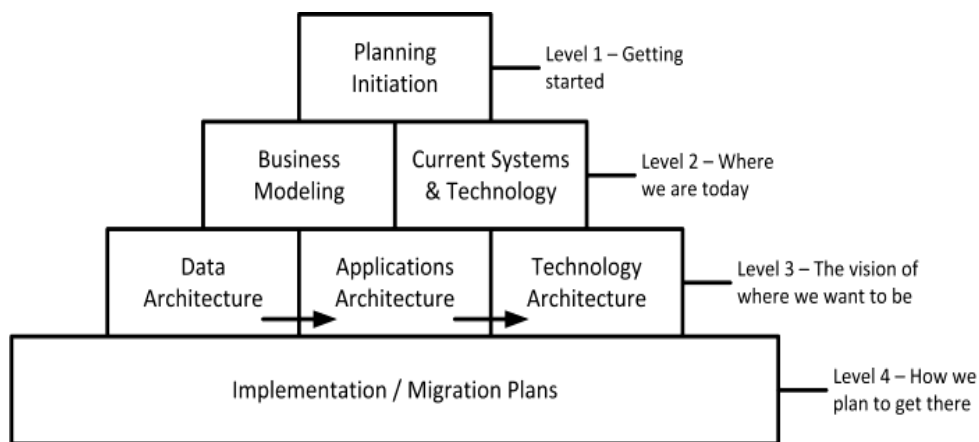 Planning
Initiation
Level 1 – Getting
started
Business
Modeling
Current Systems
& Technology
Level 2 – Where
we are today
Data
Architecture
Applications
Architecture
Technology
Architecture
Level 3 – The vision of
where we want to be
Implementation / Migration Plans
Level 4 – How we
plan to get there